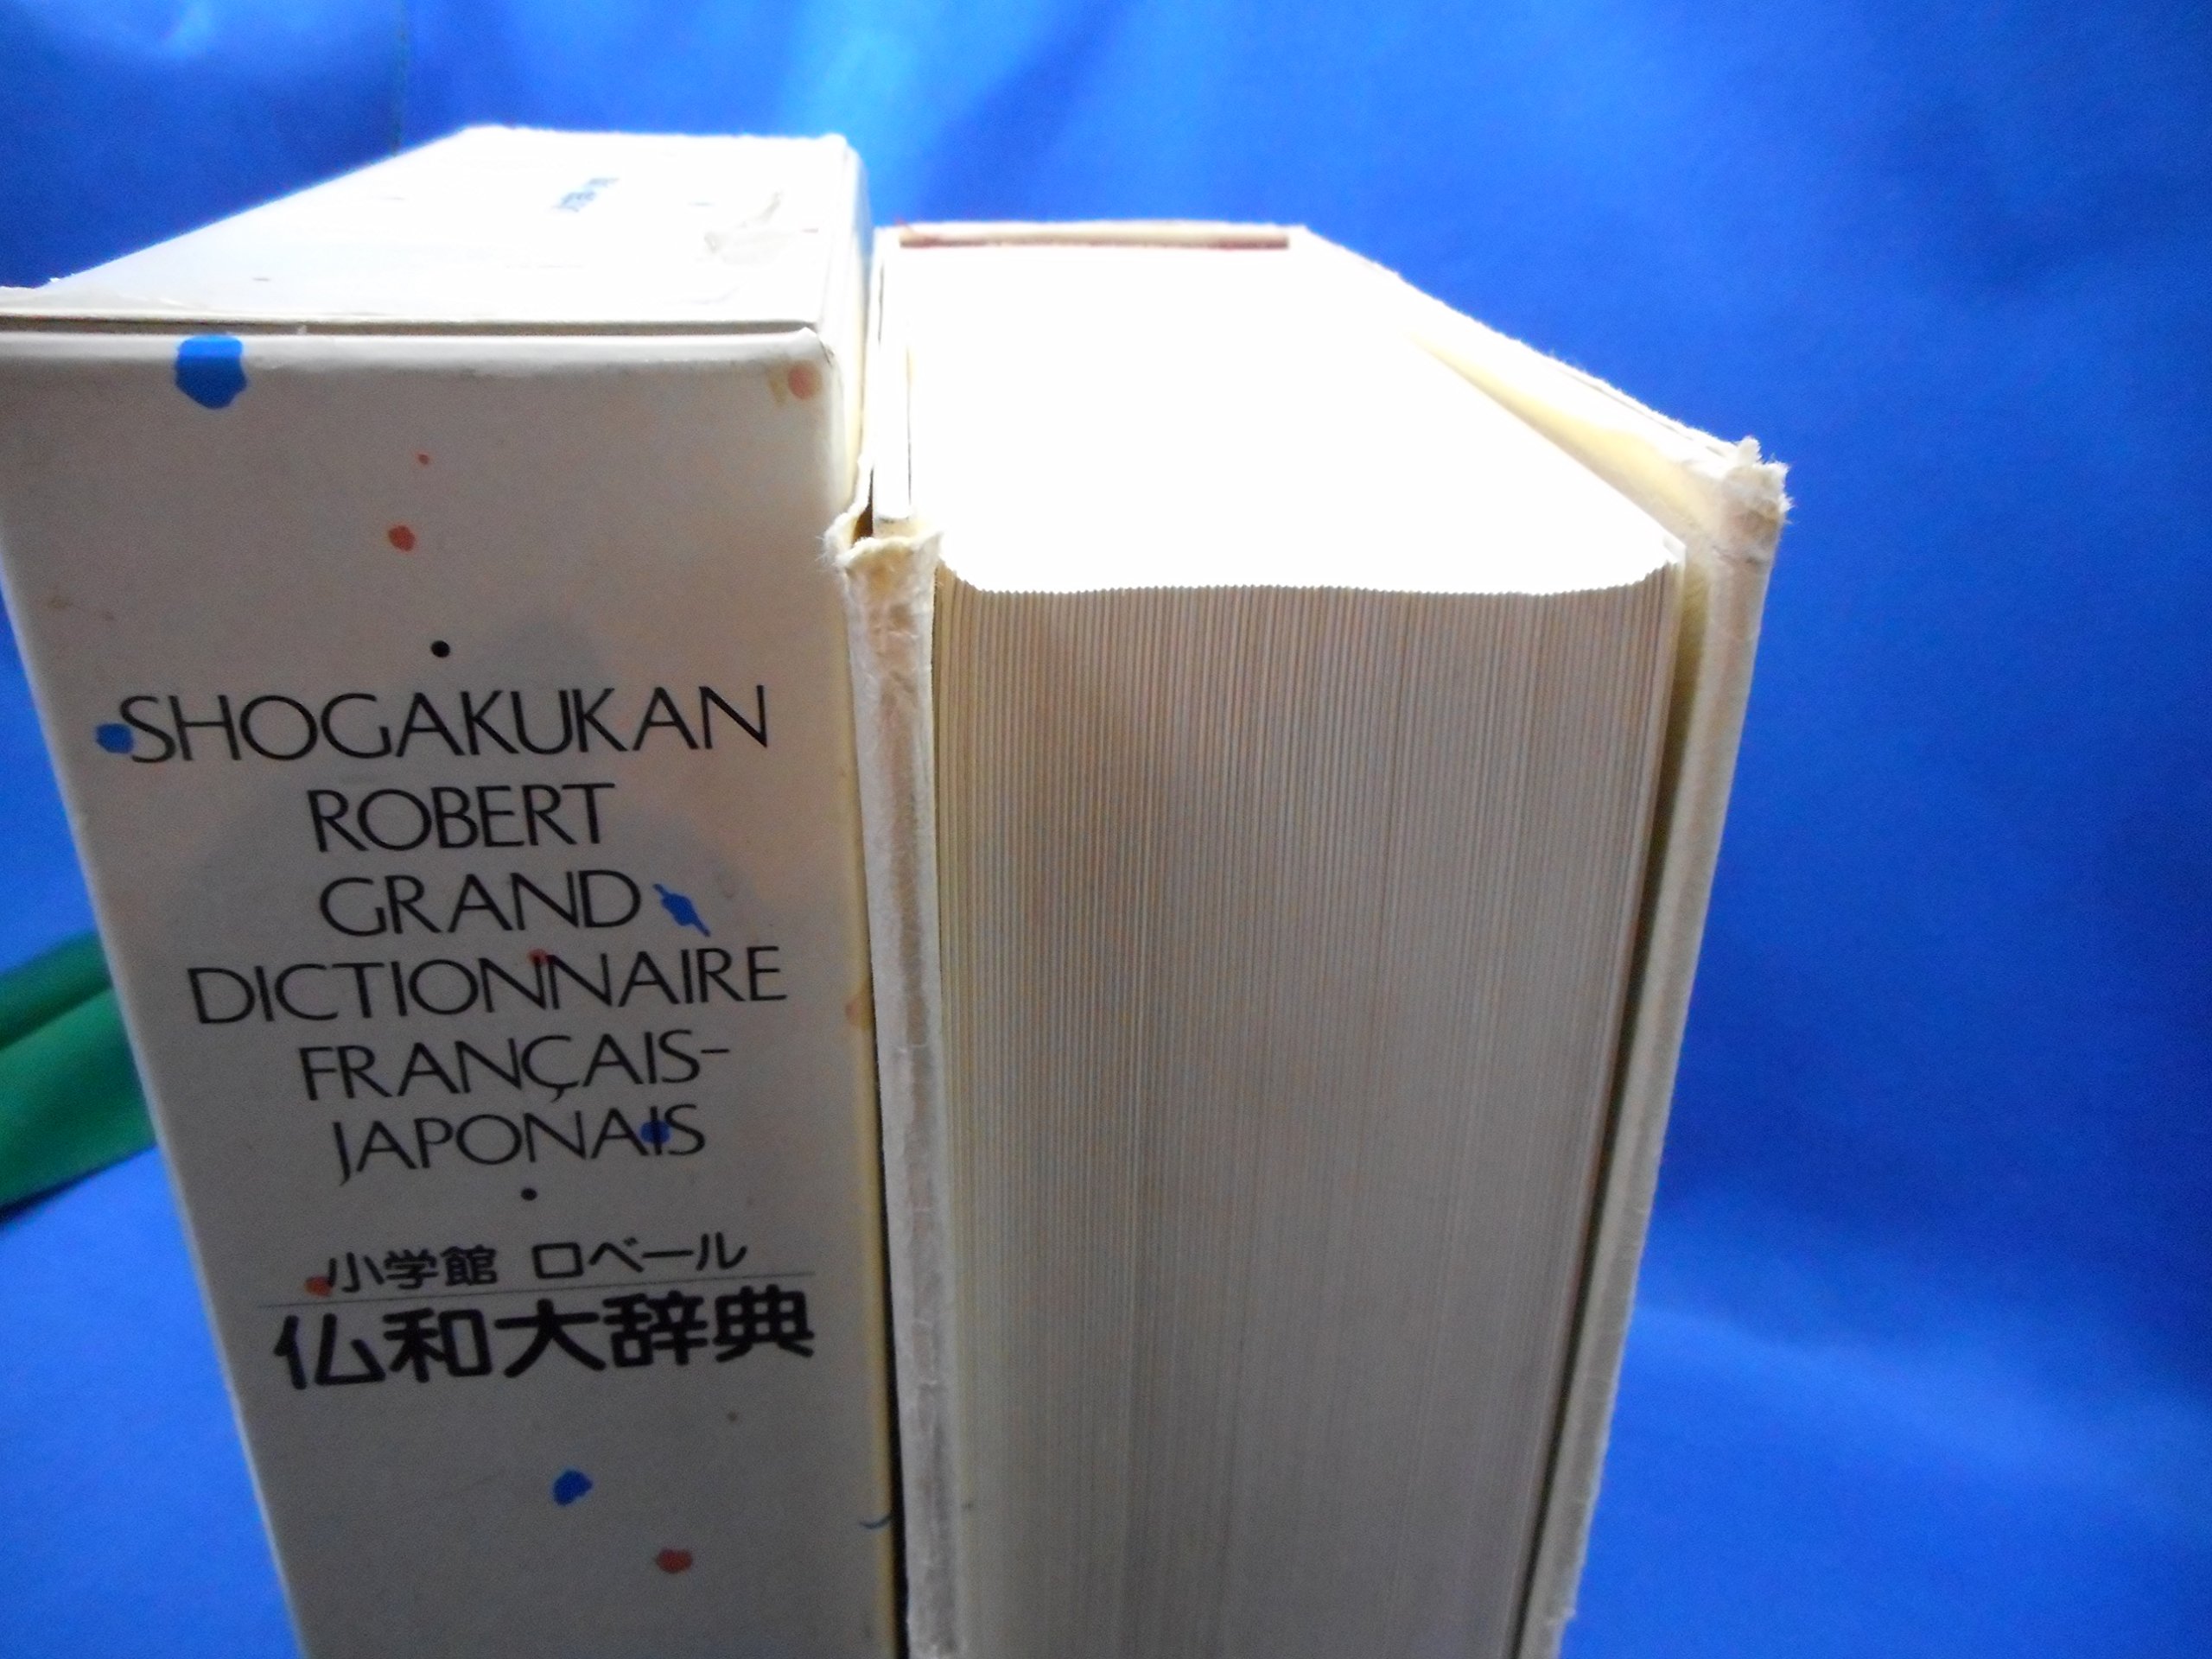 SHOGAKUKAN
ROBERT
GRAND
DICTIONNAIRE
FRANÇAIS-
JAPONAIS
小学館 ロベール
仏和大辞典